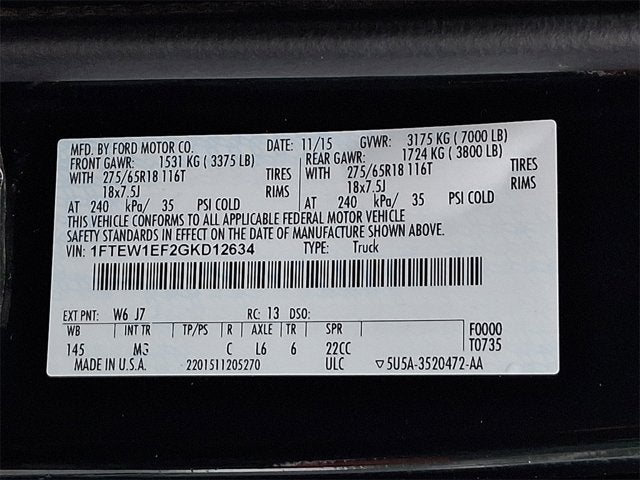 MFD. BY FORD MOTOR CO. DATE: 11/15 GVWR: 3175 KG ( 7000 LB)
FRONT GAWR: 1531 KG ( 3375 LB) REAR GAWR: 1724 KG ( 3800 LB)
WITH 275/65R18 116T TIRES WITH 275/65R18 116T TIRES
18x7.5J RIMS 18x7.5J RIMS
AT 240 kPa/ 35 PSI COLD AT 240 kPa/ 35 PSI COLD
THIS VEHICLE CONFORMS TO ALL APPLICABLE FEDERAL MOTOR VEHICLE
SAFETY STANDARDS IN EFFECT ON THE DATE OF MANUFACTURE SHOWN ABOVE.
VIN: 1FTEW1EF2GKD12634 TYPE: Truck
EXT PNT: W6 J7 RC: 13 DSO:
WB INT TR TP/PS R AXLE TR SPR F0000
145 MG C L6 6 22CC T0735
MADE IN U.S.A. 2201511205270 ULC ▽5U5A-3520472-AA